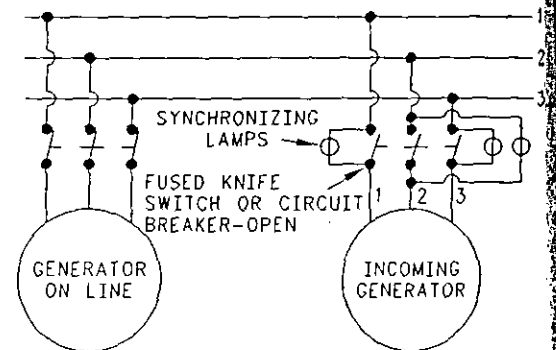 1
2
3
SYNCHRONIZING
LAMPS
FUSED KNIFE
SWITCH OR CIRCUIT
BREAKER-OPEN
1 2 3
GENERATOR
ON LINE
INCOMING
GENERATOR